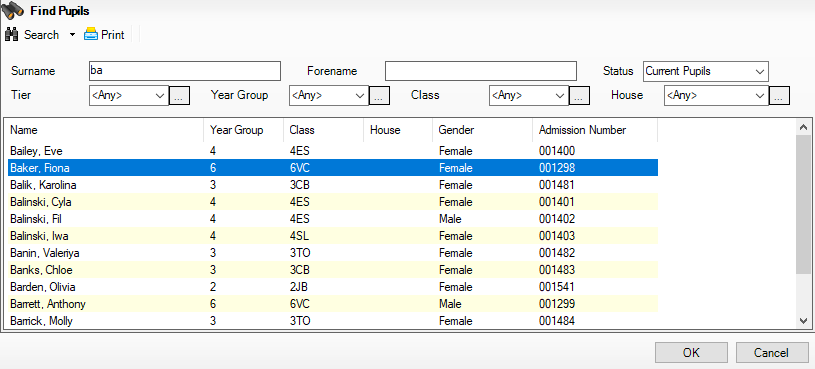 Find Pupils
Search Print
Surname ba Forename Status Current Pupils
Tier <Any> ... Year Group <Any> ... Class <Any> ... House <Any> ...
Name Year Group Class House Gender Admission Number
Bailey, Eve 4 4ES Female 001400
Baker, Fiona 6 6VC Female 001298
Balik, Karolina 3 3CB Female 001481
Balinski, Cyla 4 4ES Female 001401
Balinski, Fil 4 4ES Male 001402
Balinski, Iwa 4 4SL Female 001403
Banin, Valeriya 3 3TO Female 001482
Banks, Chloe 3 3CB Female 001483
Barden, Olivia 2 2JB Female 001541
Barrett, Anthony 6 6VC Male 001299
Barrick, Molly 3 3TO Female 001484
OK Cancel